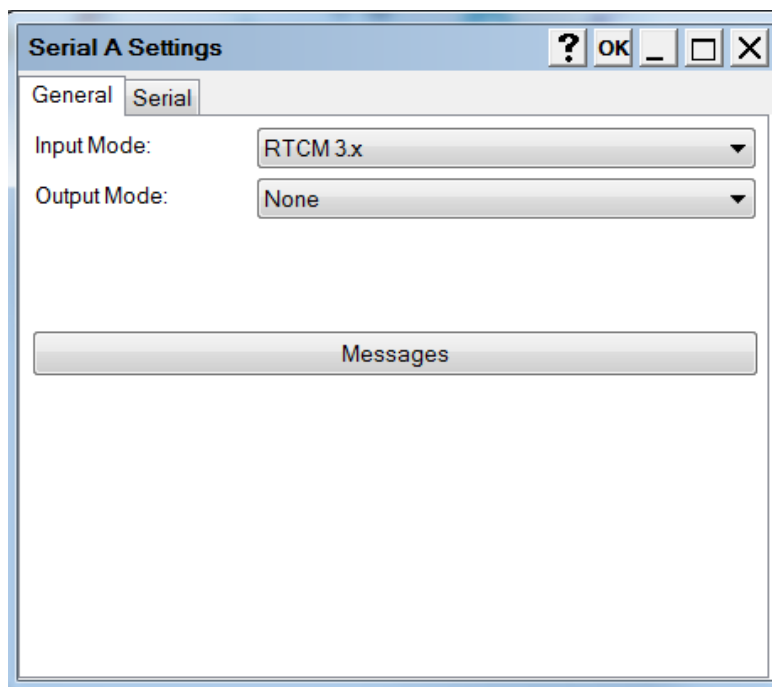 Serial A Settings ? OK
General Serial
Input Mode: RTCM 3.x
Output Mode: None
Messages